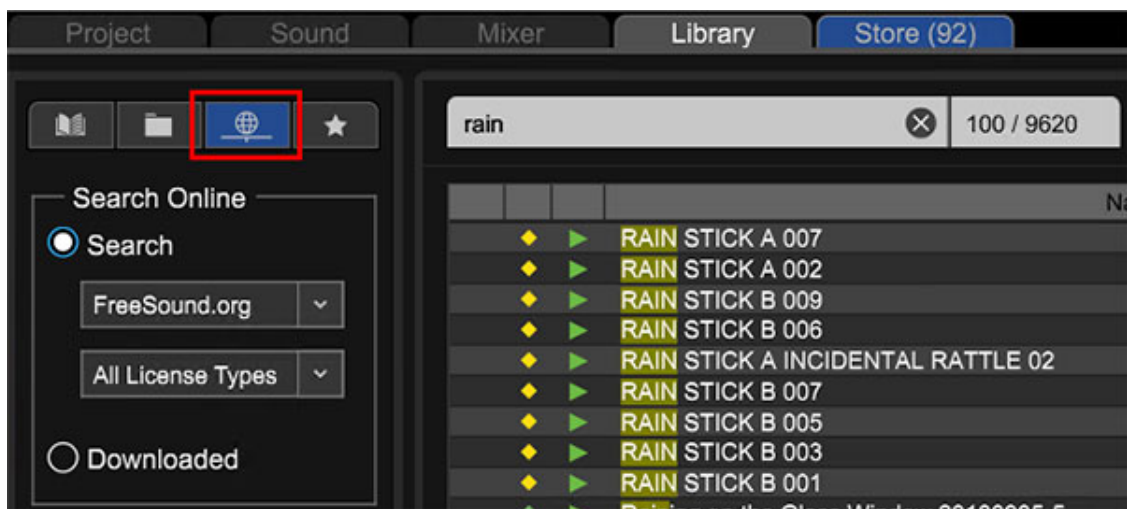 Project Sound Mixer Library Store (92)
rain 100 / 9620
Search Online
Search
FreeSound.org
All License Types
Downloaded
RAIN STICK A 007
RAIN STICK A 002
RAIN STICK B 009
RAIN STICK B 006
RAIN STICK A INCIDENTAL RATTLE 02
RAIN STICK B 007
RAIN STICK B 005
RAIN STICK B 003
RAIN STICK B 001